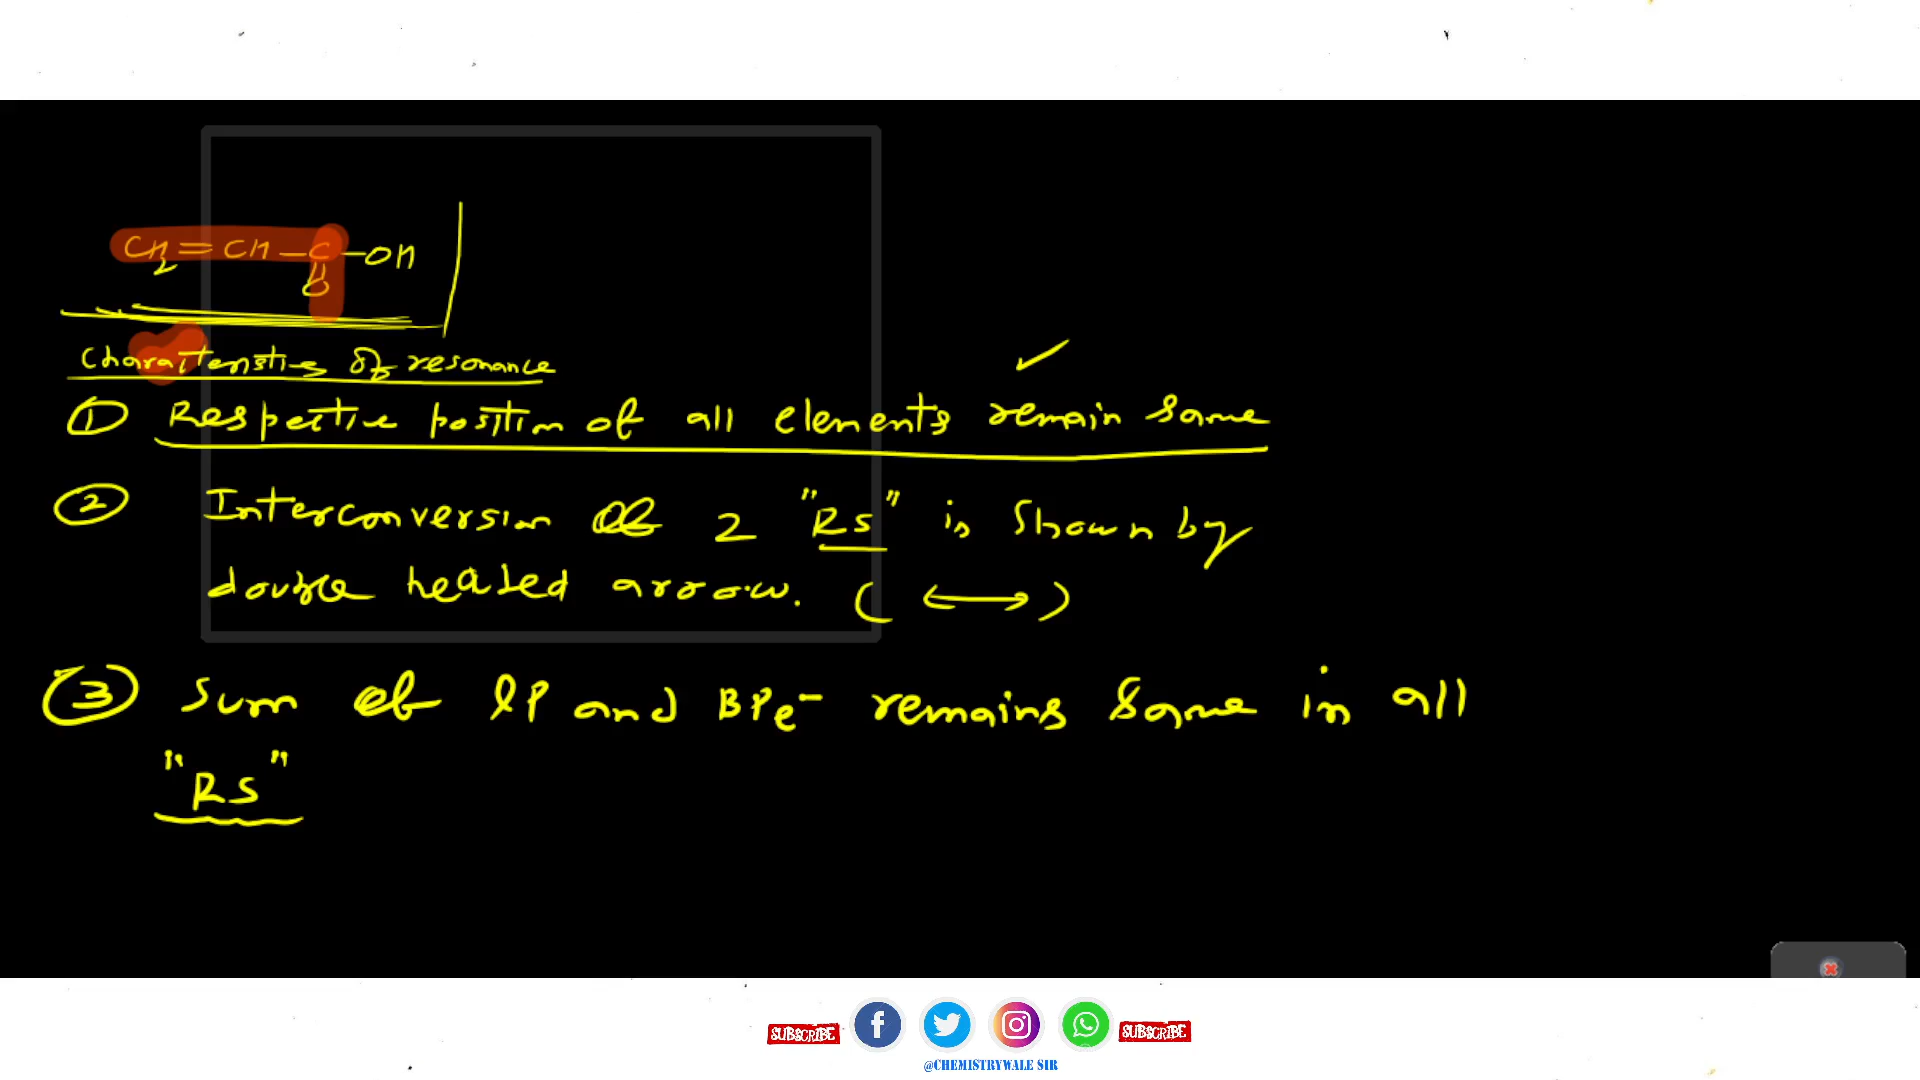 CH2=CH-C-OH
||
O
Characteristics of resonance
① Respective position of all elements remain same
② Interconversion of 2 "RS" is shown by
double headed arrow. ( ⟷ )
③ Sum of lP and BPe- remains same in all
"RS"
SUBSCRIBE
SUBSCRIBE
@CHEMISTRYWALE SIR